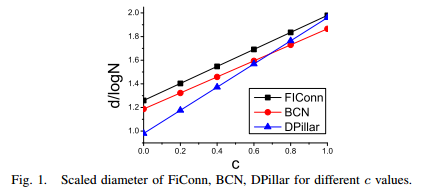 2.0
1.8
1.6
1.4
1.2
1.0
d/logN
0.0 0.2 0.4 0.6 0.8 1.0
c
FIConn
BCN
DPillar
Fig. 1. Scaled diameter of FiConn, BCN, DPillar for different c values.